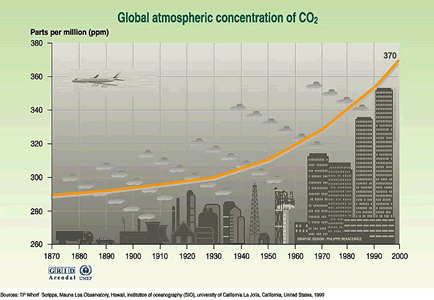 Global atmospheric concentration of CO2
Parts per million (ppm)
380
360
340
320
300
280
260
370
1870 1880 1890 1900 1910 1920 1930 1940 1950 1960 1970 1980 1990 2000
GRAPHIC DESIGN: PHILIPPE REKACEWICZ
GRID
Arendal UNEP
Sources: TP Whorf Scripps, Mauna Loa Observatory, Hawaii, institution of oceanography (SIO), university of California La Jolla, California, United States, 1999